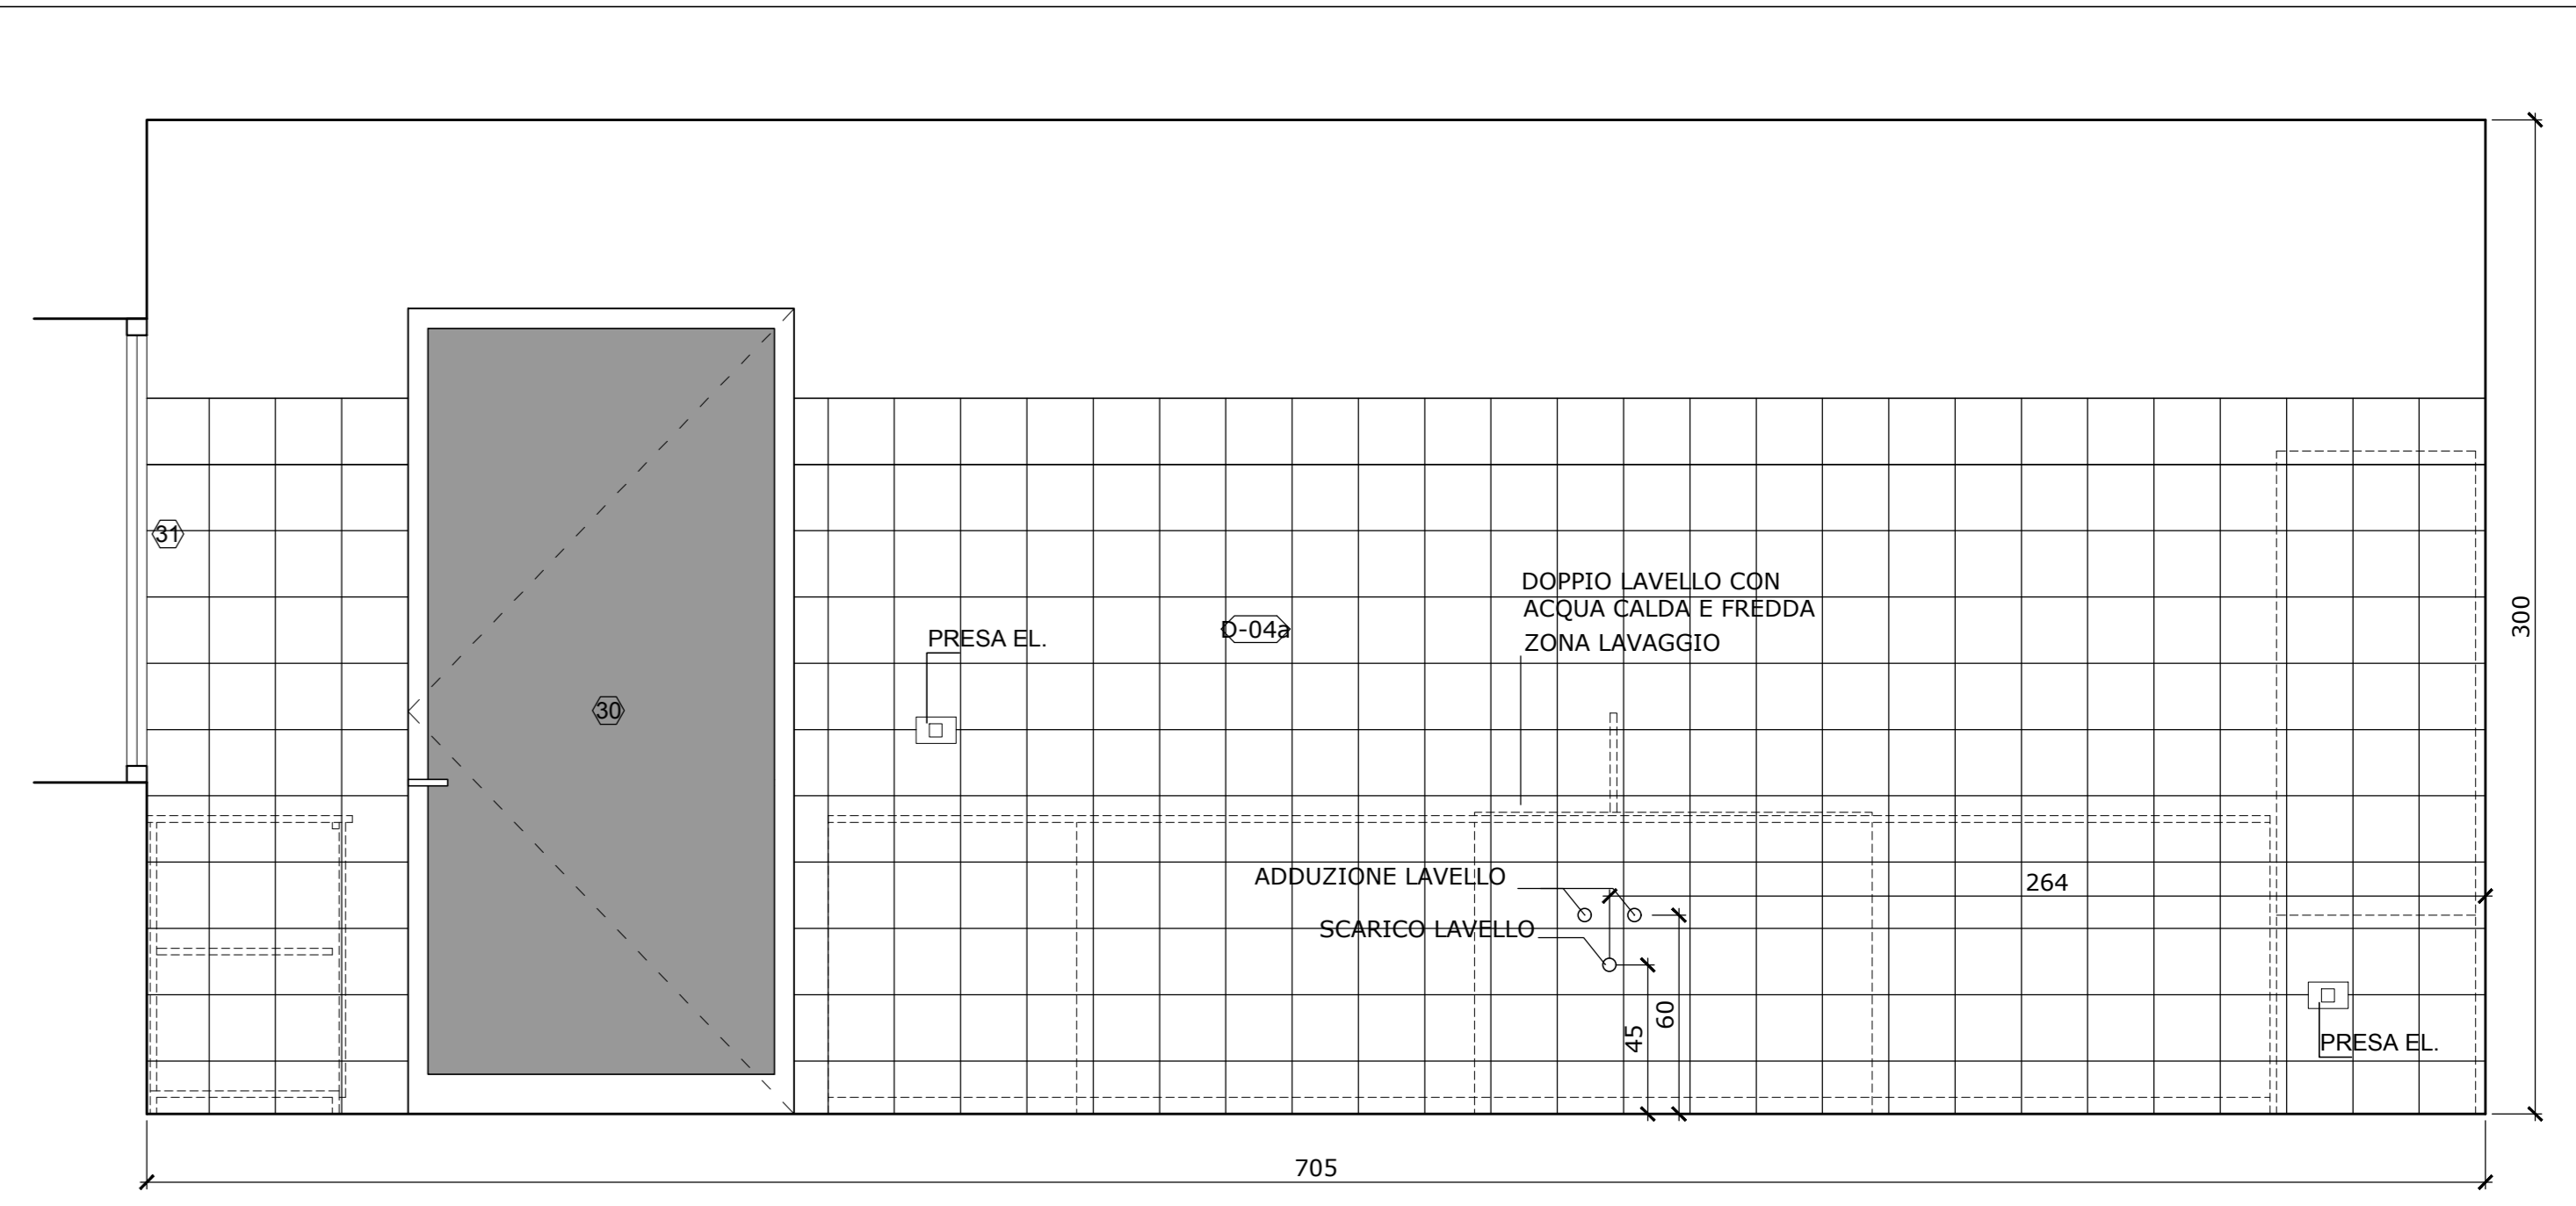 31
30
PRESA EL.
D-04a
DOPPIO LAVELLO CON
ACQUA CALDA E FREDDA
ZONA LAVAGGIO
300
ADDUZIONE LAVELLO
SCARICO LAVELLO
264
45
60
PRESA EL.
705